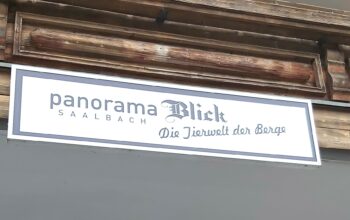 panorama Blick
SAALBACH
Die Tierwelt der Berge